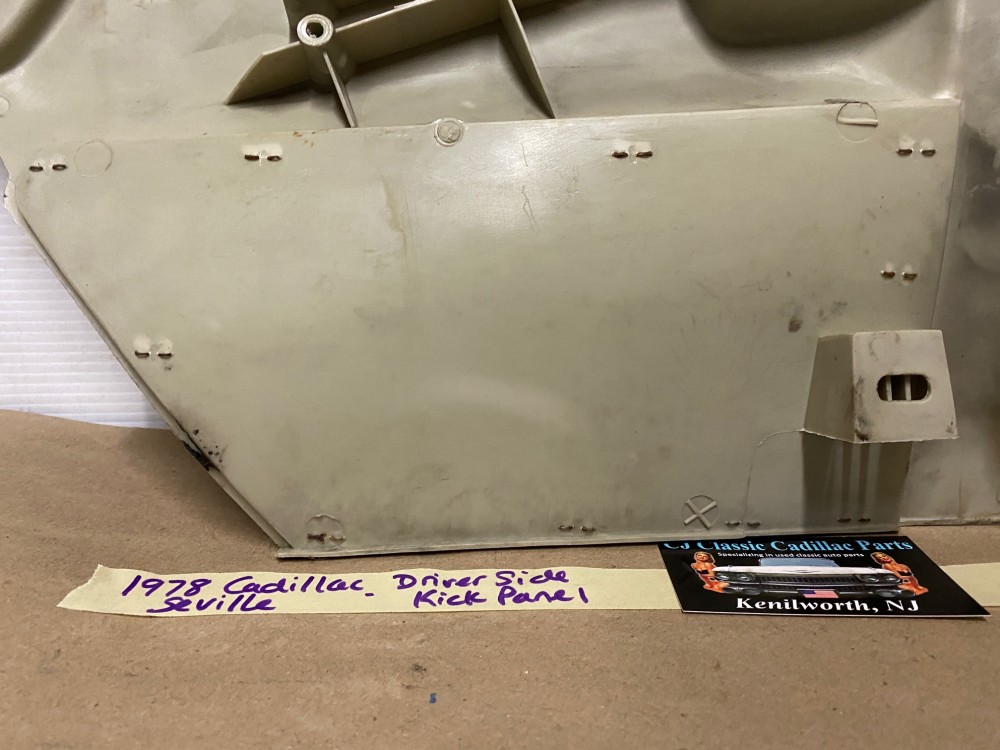 1978 Cadillac. Driver Side
Seville Kick Panel
CJ Classic Cadillac Parts
Specializing in used classic auto parts
Kenilworth, NJ